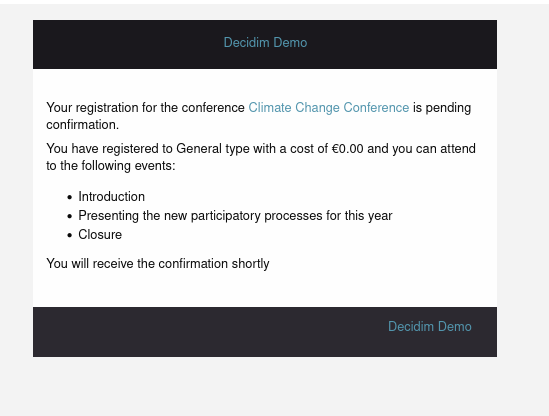 Decidim Demo
Your registration for the conference Climate Change Conference is pending
confirmation.
You have registered to General type with a cost of €0.00 and you can attend
to the following events:
• Introduction
• Presenting the new participatory processes for this year
• Closure
You will receive the confirmation shortly
Decidim Demo